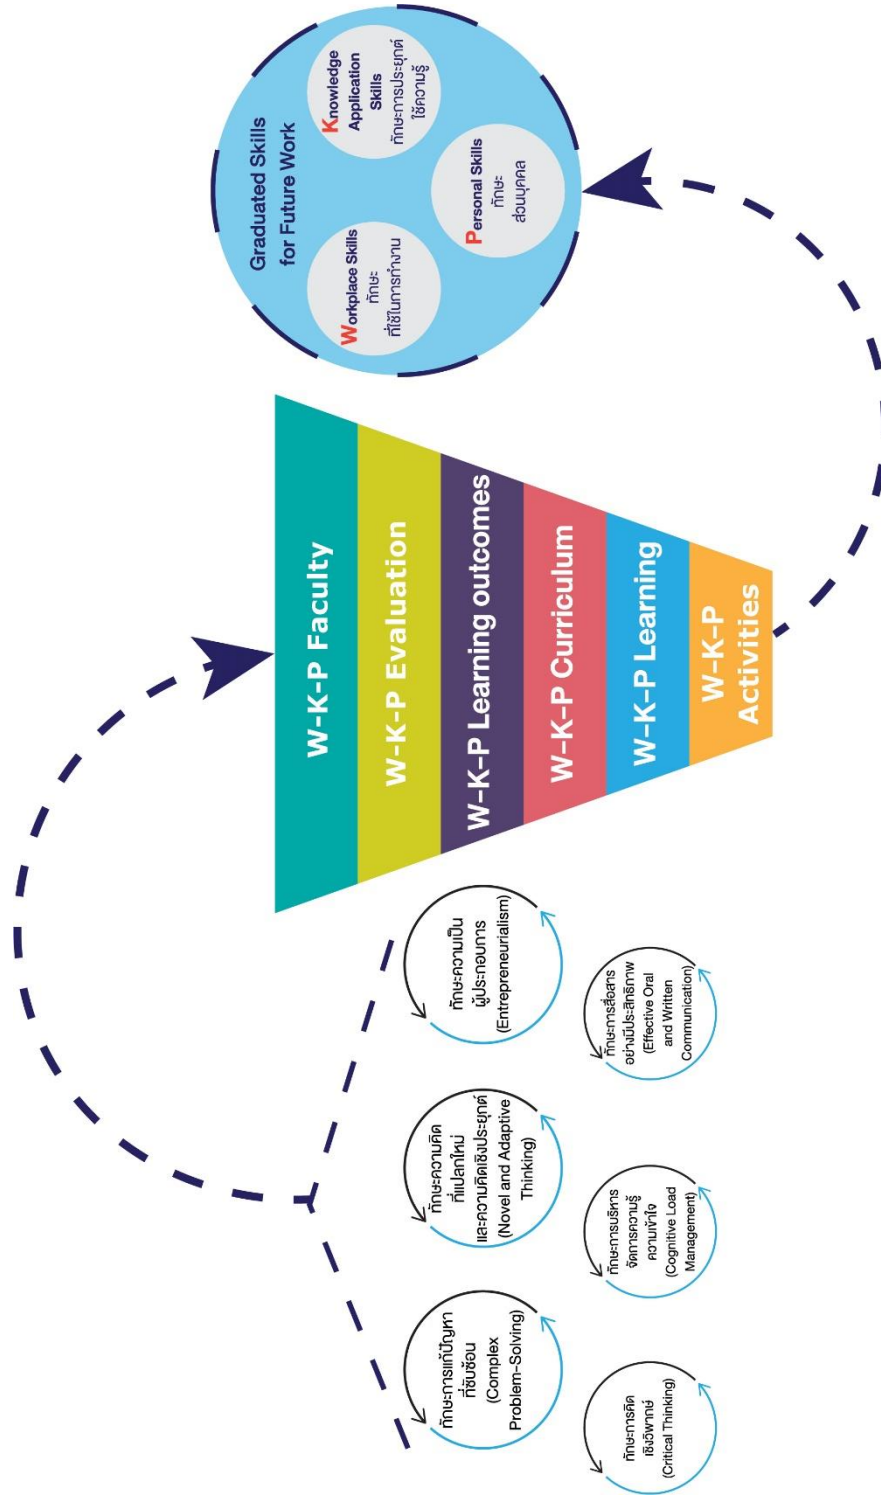 ทักษะการแก้ปัญหา
ที่ซับซ้อน
(Complex
Problem-Solving)
ทักษะความคิด
ที่แปลกใหม่
และความคิดเชิงประยุกต์
(Novel and Adaptive
Thinking)
ทักษะความเป็น
ผู้ประกอบการ
(Entrepreneurialism)
ทักษะการคิด
เชิงวิพากษ์
(Critical Thinking)
ทักษะการบริหาร
จัดการความรู้
ความเข้าใจ
(Cognitive Load
Management)
ทักษะการสื่อสาร
อย่างมีประสิทธิภาพ
(Effective Oral
and Written
Communication)
W-K-P Faculty
W-K-P Evaluation
W-K-P Learning outcomes
W-K-P Curriculum
W-K-P Learning
W-K-P
Activities
Graduated Skills
for Future Work
Workplace Skills
ทักษะ
ที่ใช้ในการทำงาน
Knowledge
Application
Skills
ทักษะการประยุกต์
ใช้ความรู้
Personal Skills
ทักษะ
ส่วนบุคคล